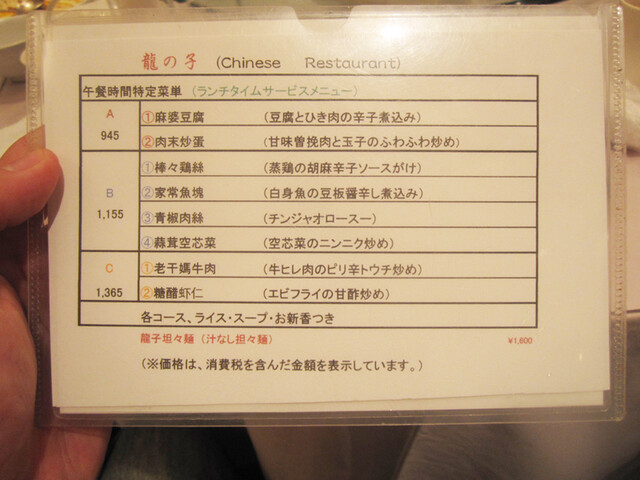 龍の子 (Chinese Restaurant)
午餐時間特定菜単 (ランチタイムサービスメニュー)
A 945
①麻婆豆腐 (豆腐とひき肉の辛子煮込み)
②肉末炒蛋 (甘味曽挽肉と玉子のふわふわ炒め)
B 1,155
①棒々鶏絲 (蒸鶏の胡麻辛子ソースがけ)
②家常魚塊 (白身魚の豆板醤辛し煮込み)
③青椒肉絲 (チンジャオロースー)
④蒜茸空芯菜 (空芯菜のニンニク炒め)
C 1,365
①老干媽牛肉 (牛ヒレ肉のピリ辛トウチ炒め)
②糖醋虾仁 (エビフライの甘酢炒め)
各コース、ライス・スープ・お新香つき
龍子坦々麺 (汁なし担々麺) ¥1,600
(※価格は、消費税を含んだ金額を表示しています。)